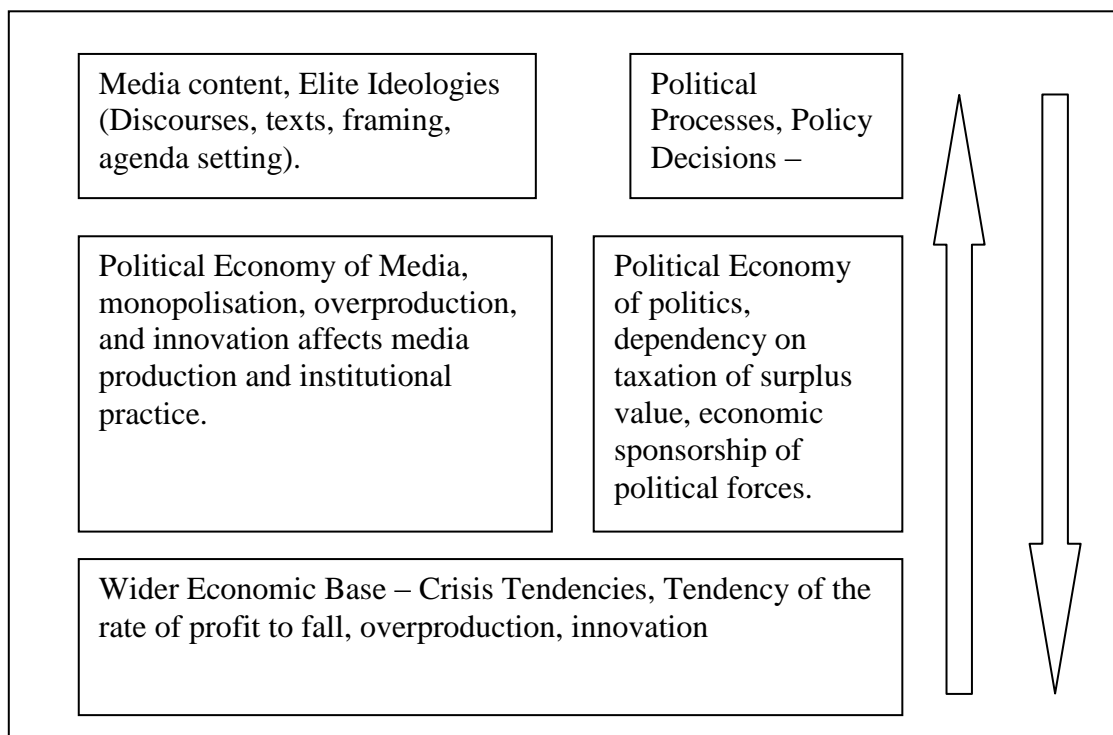 Media content, Elite Ideologies
(Discourses, texts, framing,
agenda setting).
Political
Processes, Policy
Decisions –
Political Economy of Media,
monopolisation, overproduction,
and innovation affects media
production and institutional
practice.
Political Economy
of politics,
dependency on
taxation of surplus
value, economic
sponsorship of
political forces.
Wider Economic Base – Crisis Tendencies, Tendency of the
rate of profit to fall, overproduction, innovation